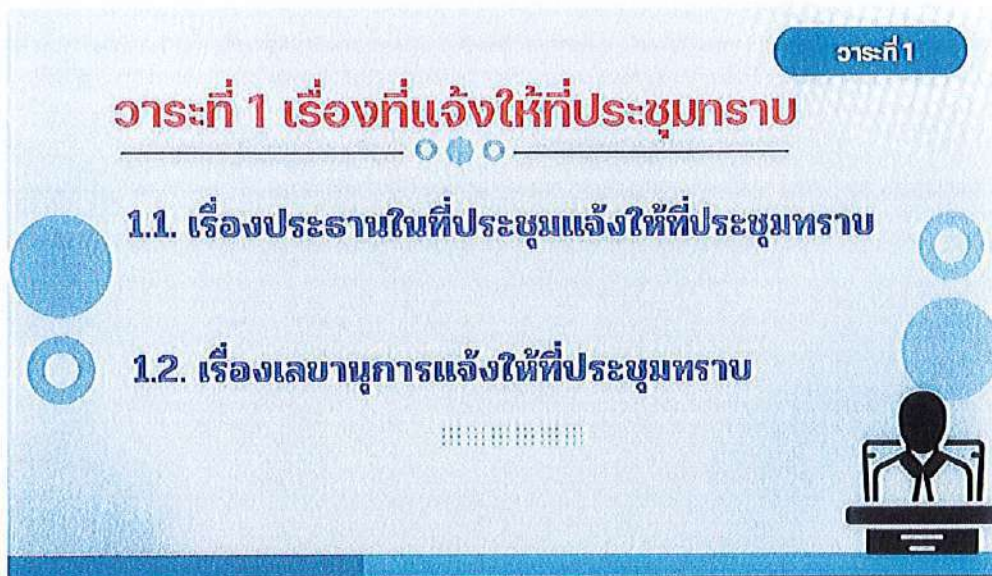 วาระที่ 1
วาระที่ 1 เรื่องที่แจ้งให้ที่ประชุมทราบ
1.1. เรื่องประธานในที่ประชุมแจ้งให้ที่ประชุมทราบ
1.2. เรื่องเลขานุการแจ้งให้ที่ประชุมทราบ